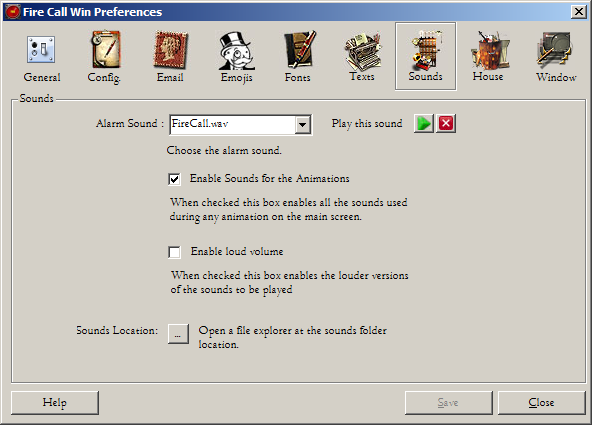 Fire Call Win Preferences
General Config. Email Emojis Fonts Texts Sounds House Window
Sounds
Alarm Sound : FireCall.wav Play this sound
Choose the alarm sound.
Enable Sounds for the Animations
When checked this box enables all the sounds used
during any animation on the main screen.
Enable loud volume
When checked this box enables the louder versions
of the sounds to be played
Sounds Location: ... Open a file explorer at the sounds folder
location.
Help Save Close